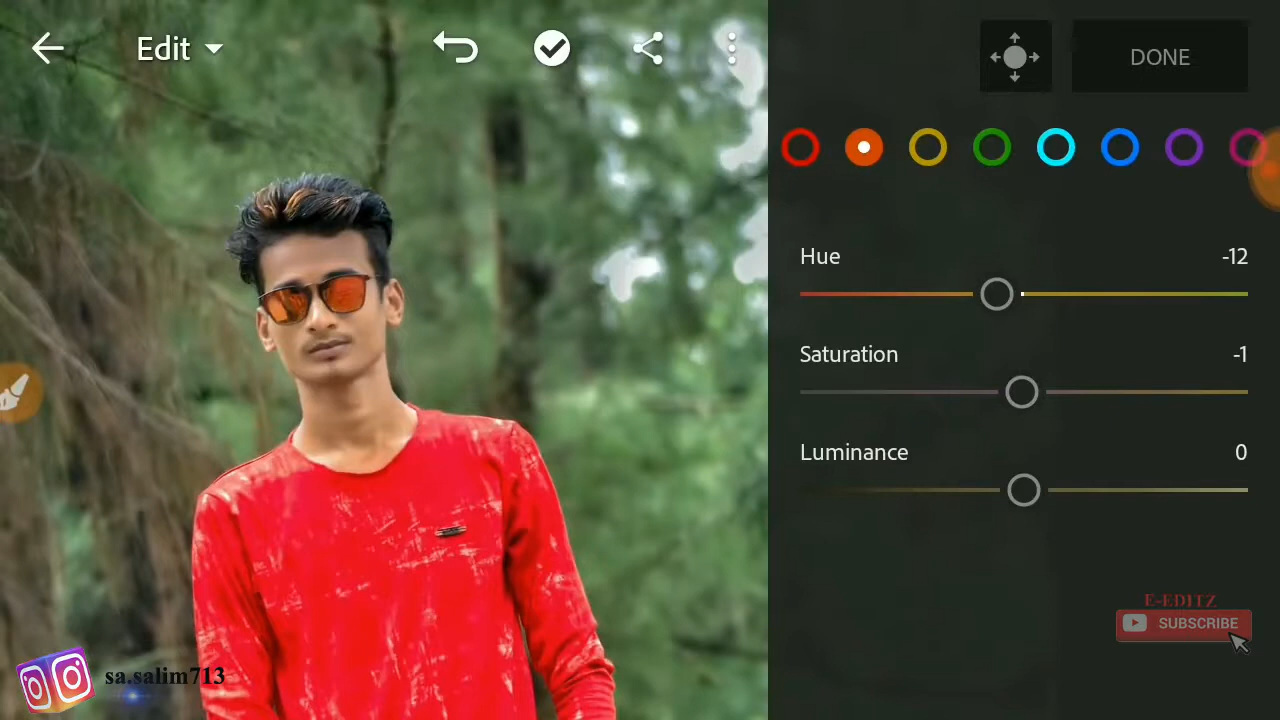 Edit
DONE
Hue -12
Saturation -1
Luminance 0
E-EDITZ
SUBSCRIBE
sa.salim713